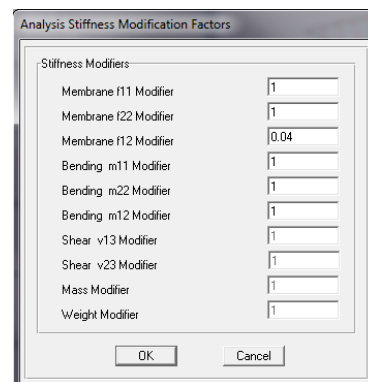 Analysis Stiffness Modification Factors
Stiffness Modifiers
Membrane f11 Modifier 1
Membrane f22 Modifier 1
Membrane f12 Modifier 0.04
Bending m11 Modifier 1
Bending m22 Modifier 1
Bending m12 Modifier 1
Shear v13 Modifier 1
Shear v23 Modifier 1
Mass Modifier 1
Weight Modifier 1
OK Cancel